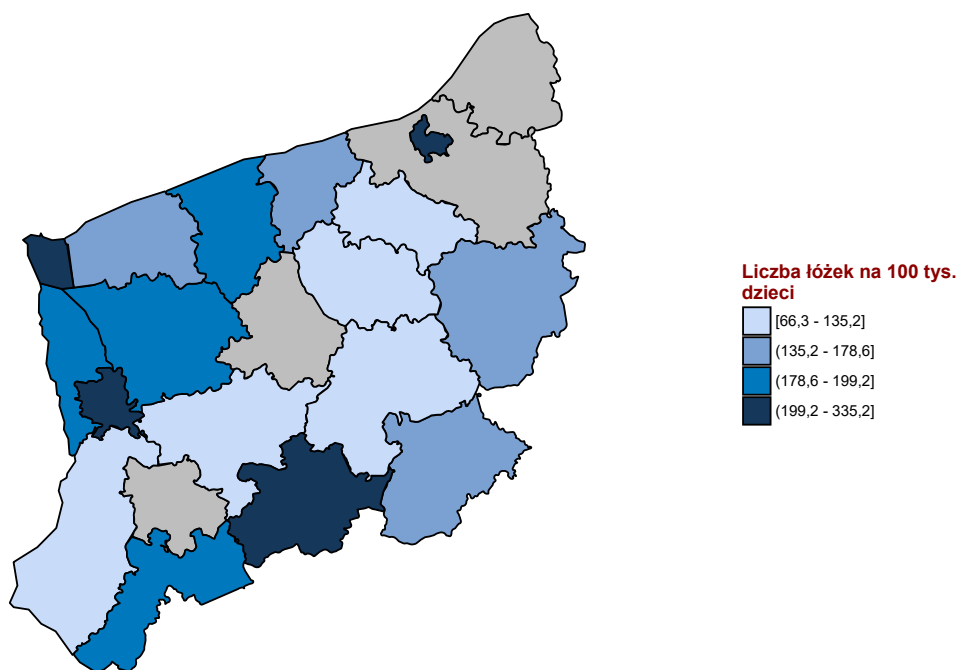 Liczba łóżek na 100 tys.
dzieci
[66,3 - 135,2]
(135,2 - 178,6]
(178,6 - 199,2]
(199,2 - 335,2]